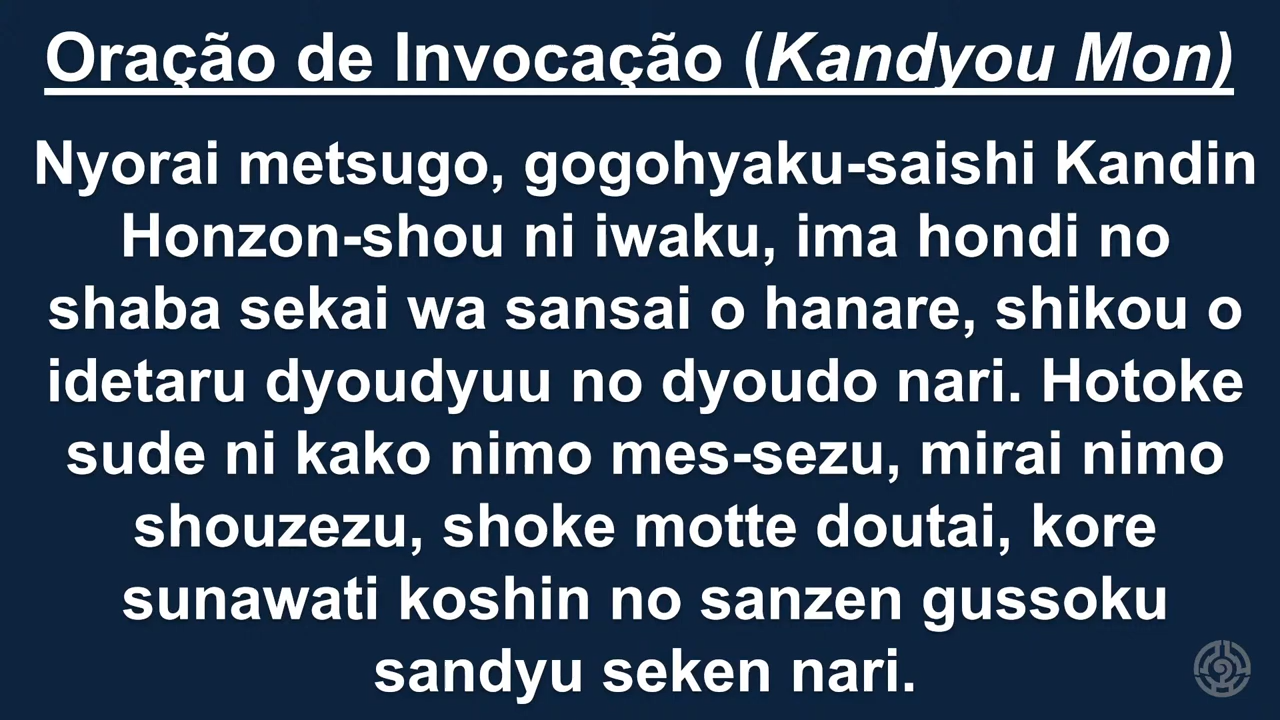 Oração de Invocação (Kandyou Mon)
Nyorai metsugo, gogohyaku-saishi Kandin
Honzon-shou ni iwaku, ima hondi no
shaba sekai wa sansai o hanare, shikou o
idetaru dyoudyuu no dyoudo nari. Hotoke
sude ni kako nimo mes-sezu, mirai nimo
shouzezu, shoke motte doutai, kore
sunawati koshin no sanzen gussoku
sandyu seken nari.